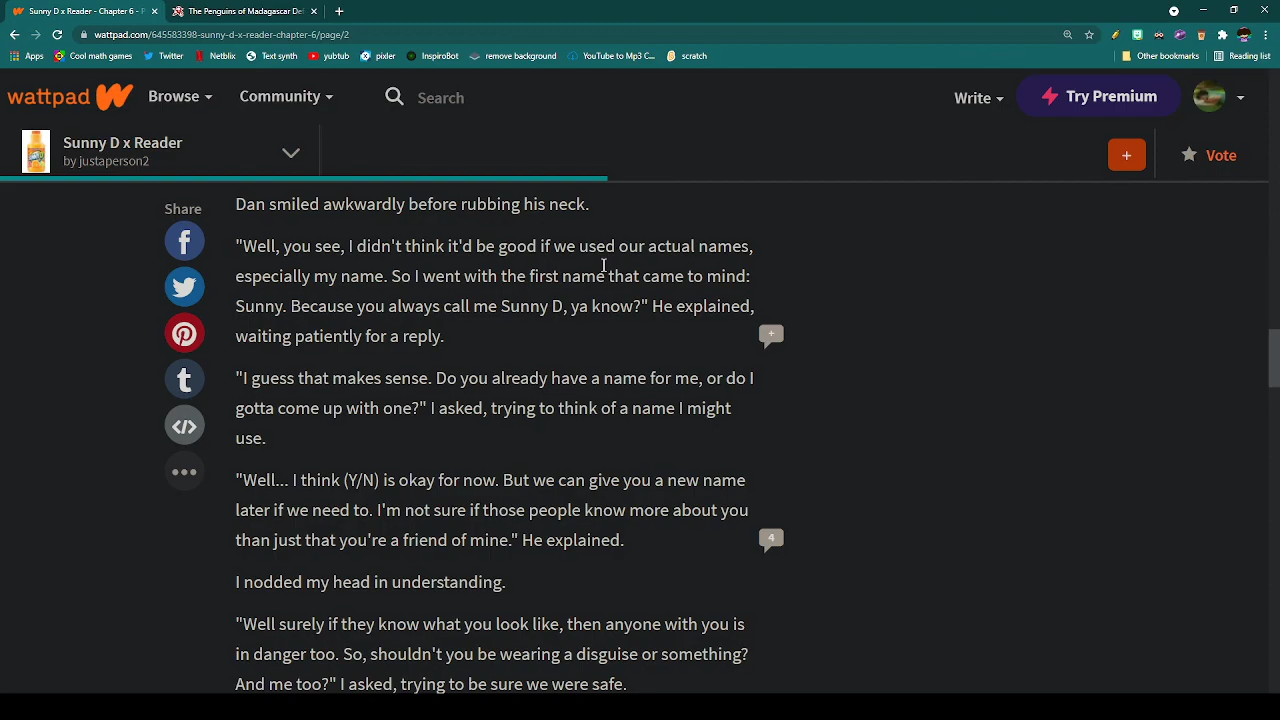 Sunny D x Reader - Chapter 6 - P
The Penguins of Madagascar De
wattpad.com/645583398-sunny-d-x-reader-chapter-6/page/2
Apps
Cool math games
Twitter
Netblix
Text synth
yubtub
pixler
InspiroBot
remove background
YouTube to Mp3 C...
scratch
Other bookmarks
Reading list
wattpad
Browse
Community
Search
Write
Try Premium
Sunny D x Reader
by justaperson2
+
Vote
Share
Dan smiled awkwardly before rubbing his neck.
"Well, you see, I didn't think it'd be good if we used our actual names,
especially my name. So I went with the first name that came to mind:
Sunny. Because you always call me Sunny D, ya know?" He explained,
waiting patiently for a reply.
+
"I guess that makes sense. Do you already have a name for me, or do I
gotta come up with one?" I asked, trying to think of a name I might
use.
"Well... I think (Y/N) is okay for now. But we can give you a new name
later if we need to. I'm not sure if those people know more about you
than just that you're a friend of mine." He explained.
4
I nodded my head in understanding.
"Well surely if they know what you look like, then anyone with you is
in danger too. So, shouldn't you be wearing a disguise or something?
And me too?" I asked, trying to be sure we were safe.